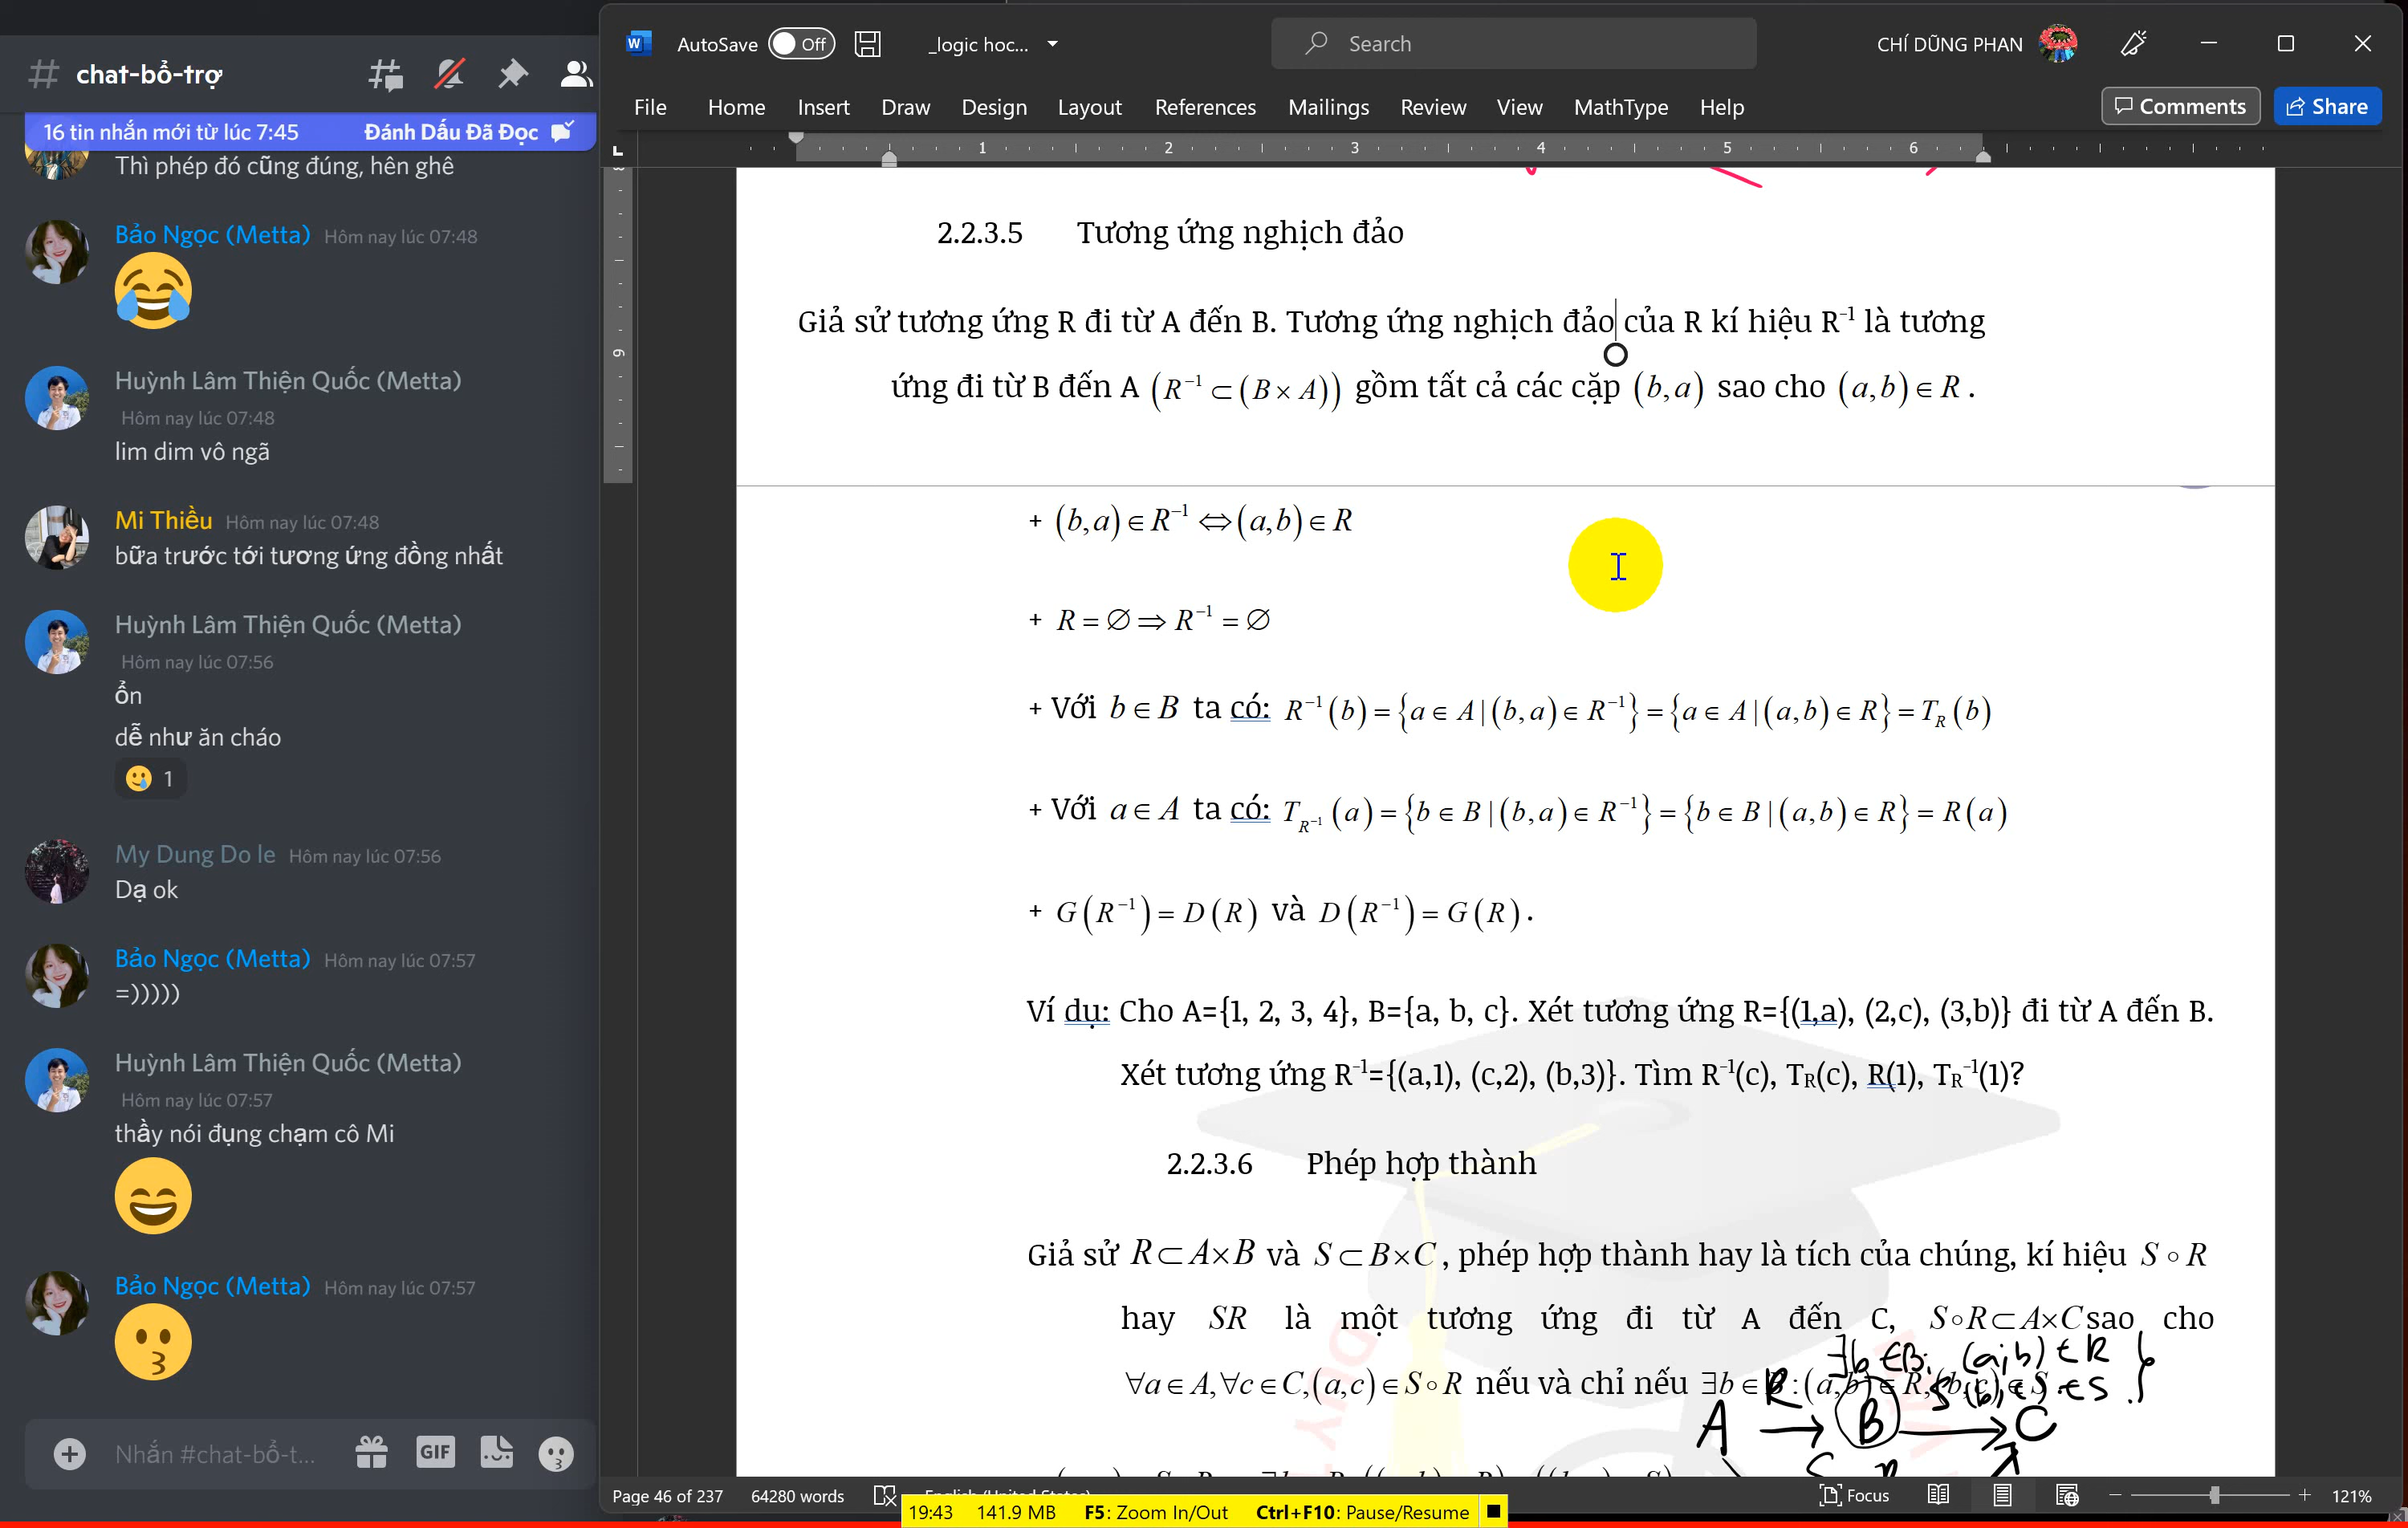 # chat-bổ-trợ
16 tin nhắn mới từ lúc 7:45 Đánh Dấu Đã Đọc
Thì phép đó cũng đúng, hên ghê
Bảo Ngọc (Metta) Hôm nay lúc 07:48
Huỳnh Lâm Thiện Quốc (Metta)
Hôm nay lúc 07:48
lim dim vô ngã
Mi Thiều Hôm nay lúc 07:48
bữa trước tới tương ứng đồng nhất
Huỳnh Lâm Thiện Quốc (Metta)
Hôm nay lúc 07:56
ổn
dễ như ăn cháo
1
My Dung Do le Hôm nay lúc 07:56
Dạ ok
Bảo Ngọc (Metta) Hôm nay lúc 07:57
=)))))
Huỳnh Lâm Thiện Quốc (Metta)
Hôm nay lúc 07:57
thầy nói đụng chạm cô Mi
Bảo Ngọc (Metta) Hôm nay lúc 07:57
Nhắn #chat-bổ-t... GIF
AutoSave Off _logic hoc... Search CHÍ DŨNG PHAN
File Home Insert Draw Design Layout References Mailings Review View MathType Help Comments Share
1 2 3 4 5 6
9
2.2.3.5 Tương ứng nghịch đảo
Giả sử tương ứng R đi từ A đến B. Tương ứng nghịch đảo của R kí hiệu R⁻¹ là tương
ứng đi từ B đến A (R⁻¹ ⊂ (B × A)) gồm tất cả các cặp (b,a) sao cho (a,b) ∈ R .
+ (b,a) ∈ R⁻¹ ⇔ (a,b) ∈ R
+ R = ∅ ⇒ R⁻¹ = ∅
+ Với b ∈ B ta có: R⁻¹(b) = {a ∈ A | (b,a) ∈ R⁻¹} = {a ∈ A | (a,b) ∈ R} = T_R(b)
+ Với a ∈ A ta có: T_{R⁻¹}(a) = {b ∈ B | (b,a) ∈ R⁻¹} = {b ∈ B | (a,b) ∈ R} = R(a)
+ G(R⁻¹) = D(R) và D(R⁻¹) = G(R) .
Ví dụ: Cho A={1, 2, 3, 4}, B={a, b, c}. Xét tương ứng R={(1,a), (2,c), (3,b)} đi từ A đến B.
Xét tương ứng R⁻¹={(a,1), (c,2), (b,3)}. Tìm R⁻¹(c), T_R(c), R(1), T_R⁻¹(1)?
2.2.3.6 Phép hợp thành
Giả sử R ⊂ A×B và S ⊂ B×C , phép hợp thành hay là tích của chúng, kí hiệu S ∘ R
hay SR là một tương ứng đi từ A đến C, S∘R ⊂ A×C sao cho
∃b ∈ B: (a,b) ∈ R }
∀a ∈ A, ∀c ∈ C, (a,c) ∈ S ∘ R nếu và chỉ nếu ∃b ∈ B : (a,b) ∈ R, (b,c) ∈ S .
R S (b,c) ∈ S
A → B → C
DUY
Page 46 of 237 64280 words English (United States) Focus 121%
19:43 141.9 MB F5: Zoom In/Out Ctrl+F10: Pause/Resume